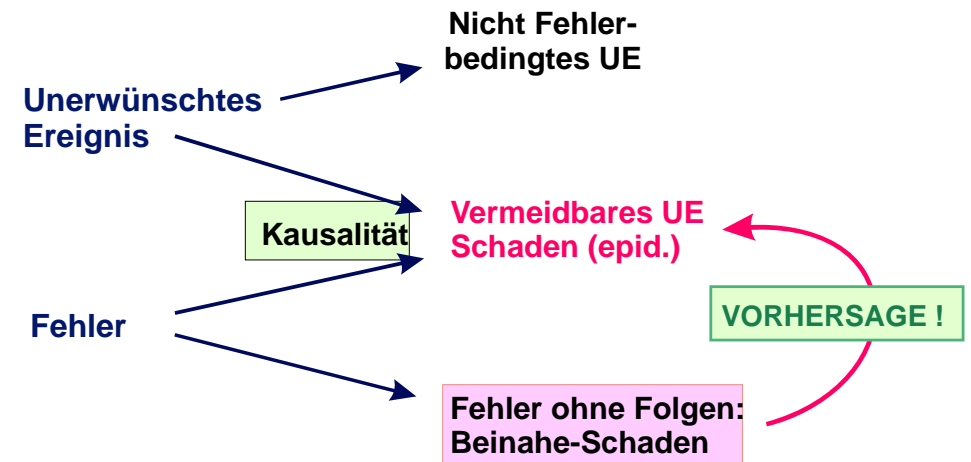 Nicht Fehler-
bedingtes UE
Unerwünschtes
Ereignis
Kausalität
Vermeidbares UE
Schaden (epid.)
Fehler
VORHERSAGE !
Fehler ohne Folgen:
Beinahe-Schaden